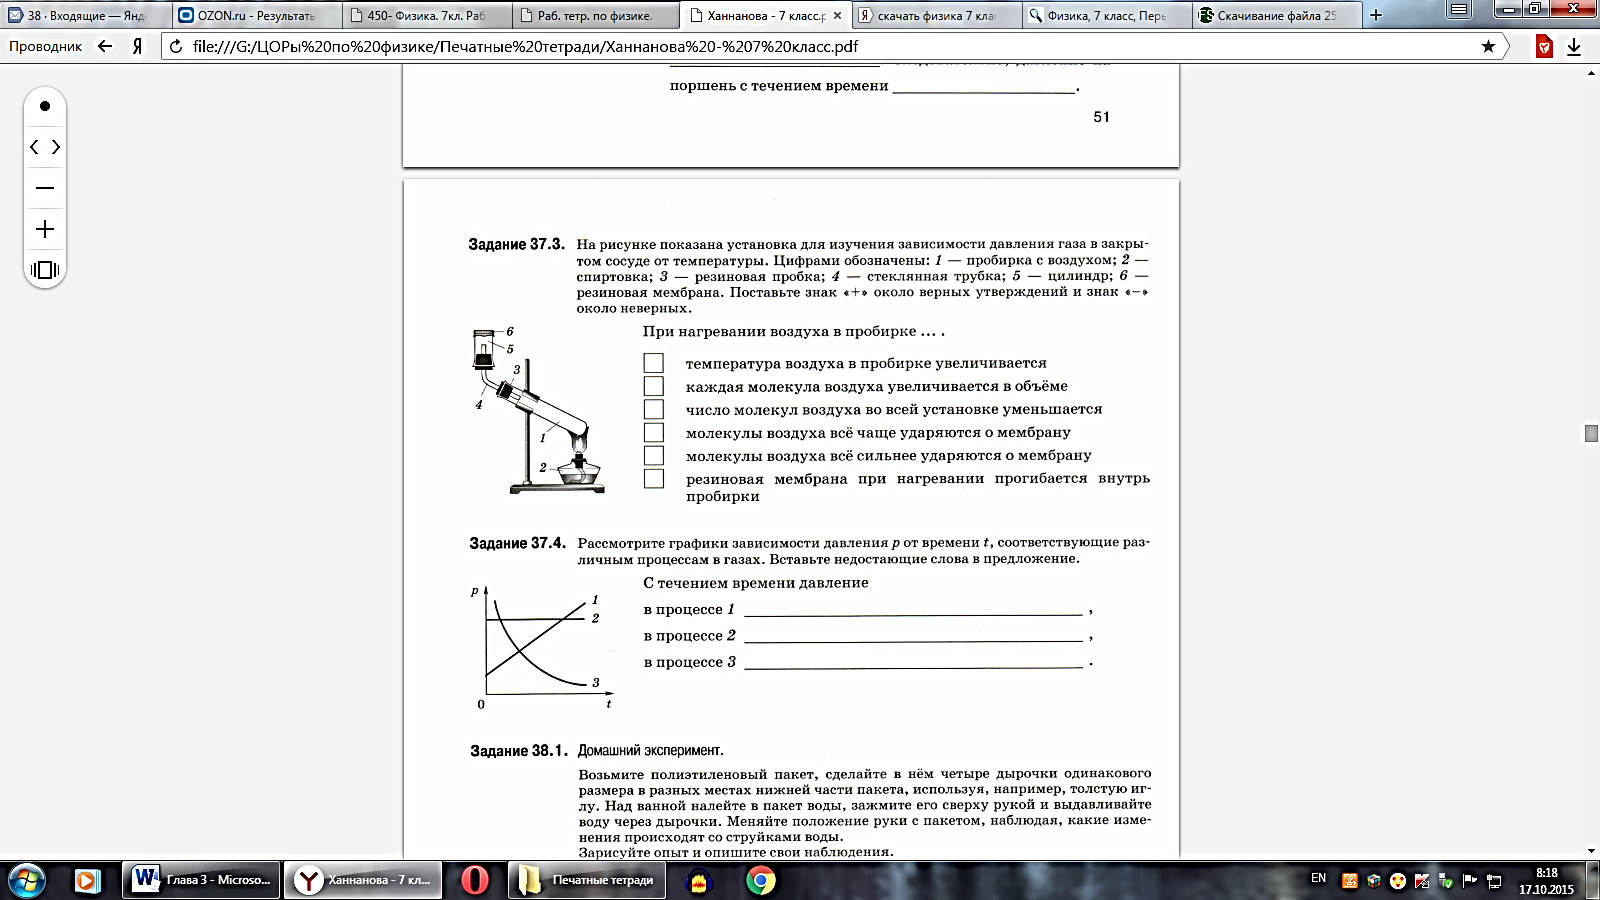 38 · Входящие — Янд
OZON.ru - Результать
450- Физика. 7кл. Раб
Раб. тетр. по физике.
Ханнанова - 7 класс.p
скачать физика 7 кла
Физика, 7 класс, Перь
Скачивание файла 25
Проводник
file:///G:/ЦОРы%20по%20физике/Печатные%20тетради/Ханнанова%20-%207%20класс.pdf
поршень с течением времени ____.
51
Задание 37.3. На рисунке показана установка для изучения зависимости давления газа в закры-
том сосуде от температуры. Цифрами обозначены: 1 — пробирка с воздухом; 2 —
спиртовка; 3 — резиновая пробка; 4 — стеклянная трубка; 5 — цилиндр; 6 —
резиновая мембрана. Поставьте знак «+» около верных утверждений и знак «−»
около неверных.
При нагревании воздуха в пробирке ... .
температура воздуха в пробирке увеличивается
каждая молекула воздуха увеличивается в объёме
число молекул воздуха во всей установке уменьшается
молекулы воздуха всё чаще ударяются о мембрану
молекулы воздуха всё сильнее ударяются о мембрану
резиновая мембрана при нагревании прогибается внутрь
пробирки
6
5
3
4
1
2
Задание 37.4. Рассмотрите графики зависимости давления p от времени t, соответствующие раз-
личным процессам в газах. Вставьте недостающие слова в предложение.
С течением времени давление
в процессе 1 ____ ,
в процессе 2 ____ ,
в процессе 3 ____ .
p
1
2
3
0
t
Задание 38.1. Домашний эксперимент.
Возьмите полиэтиленовый пакет, сделайте в нём четыре дырочки одинакового
размера в разных местах нижней части пакета, используя, например, толстую иг-
лу. Над ванной налейте в пакет воды, зажмите его сверху рукой и выдавливайте
воду через дырочки. Меняйте положение руки с пакетом, наблюдая, какие изме-
нения происходят со струйками воды.
Зарисуйте опыт и опишите свои наблюдения.
Глава 3 - Microso...
Ханнанова - 7 кл...
Печатные тетради
EN
8:18
17.10.2015